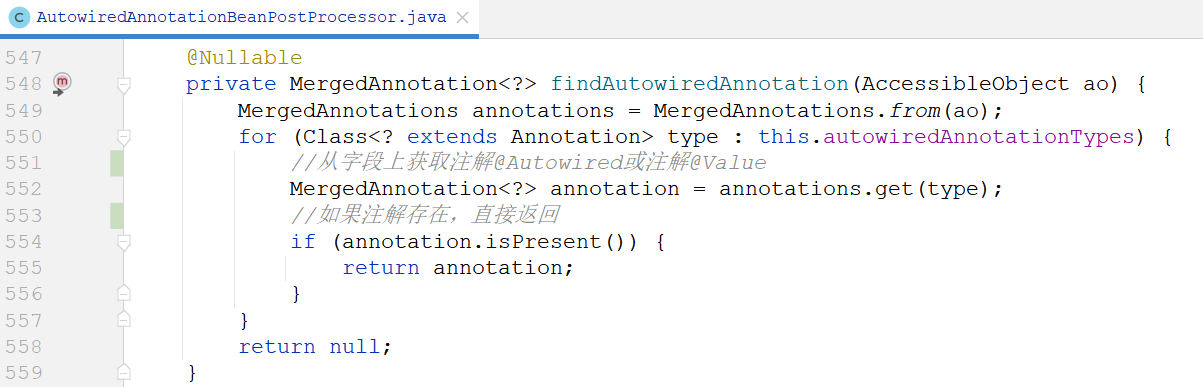 C AutowiredAnnotationBeanPostProcessor.java
547 @Nullable
548 m private MergedAnnotation<?> findAutowiredAnnotation(AccessibleObject ao) {
549 MergedAnnotations annotations = MergedAnnotations.from(ao);
550 for (Class<? extends Annotation> type : this.autowiredAnnotationTypes) {
551 //从字段上获取注解@Autowired或注解@Value
552 MergedAnnotation<?> annotation = annotations.get(type);
553 //如果注解存在，直接返回
554 if (annotation.isPresent()) {
555 return annotation;
556 }
557 }
558 return null;
559 }